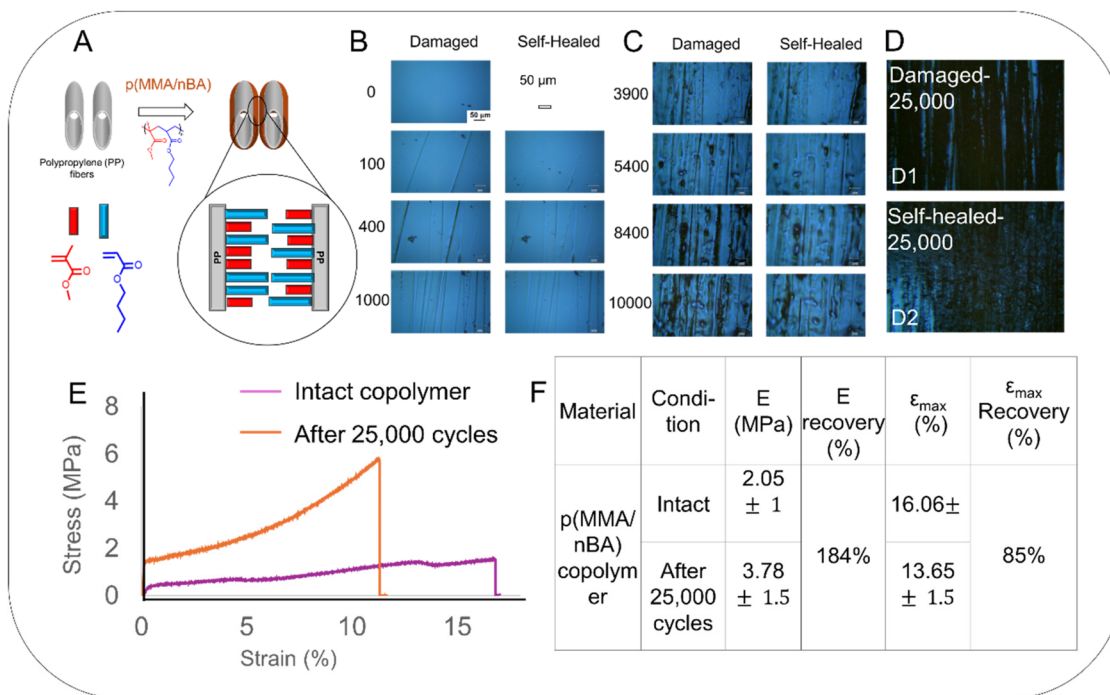 A
p(MMA/nBA)
Polypropylene (PP)
fibers
O
O
O
O
O
O
O
O
PP
PP
B
Damaged
Self-Healed
0
50 µm
50 µm
100
400
1000
C
Damaged
Self-Healed
3900
5400
8400
10000
D
Damaged-
25,000
D1
Self-healed-
25,000
D2
E
Intact copolymer
After 25,000 cycles
Stress (MPa)
8
6
4
2
0
0
5
10
15
Strain (%)
F
Material
Condi-
tion
E
(MPa)
E
recovery
(%)
εmax
(%)
εmax
Recovery
(%)
p(MMA/
nBA)
copolym
er
Intact
2.05
± 1
184%
16.06±
85%
After
25,000
cycles
3.78
± 1.5
13.65
± 1.5